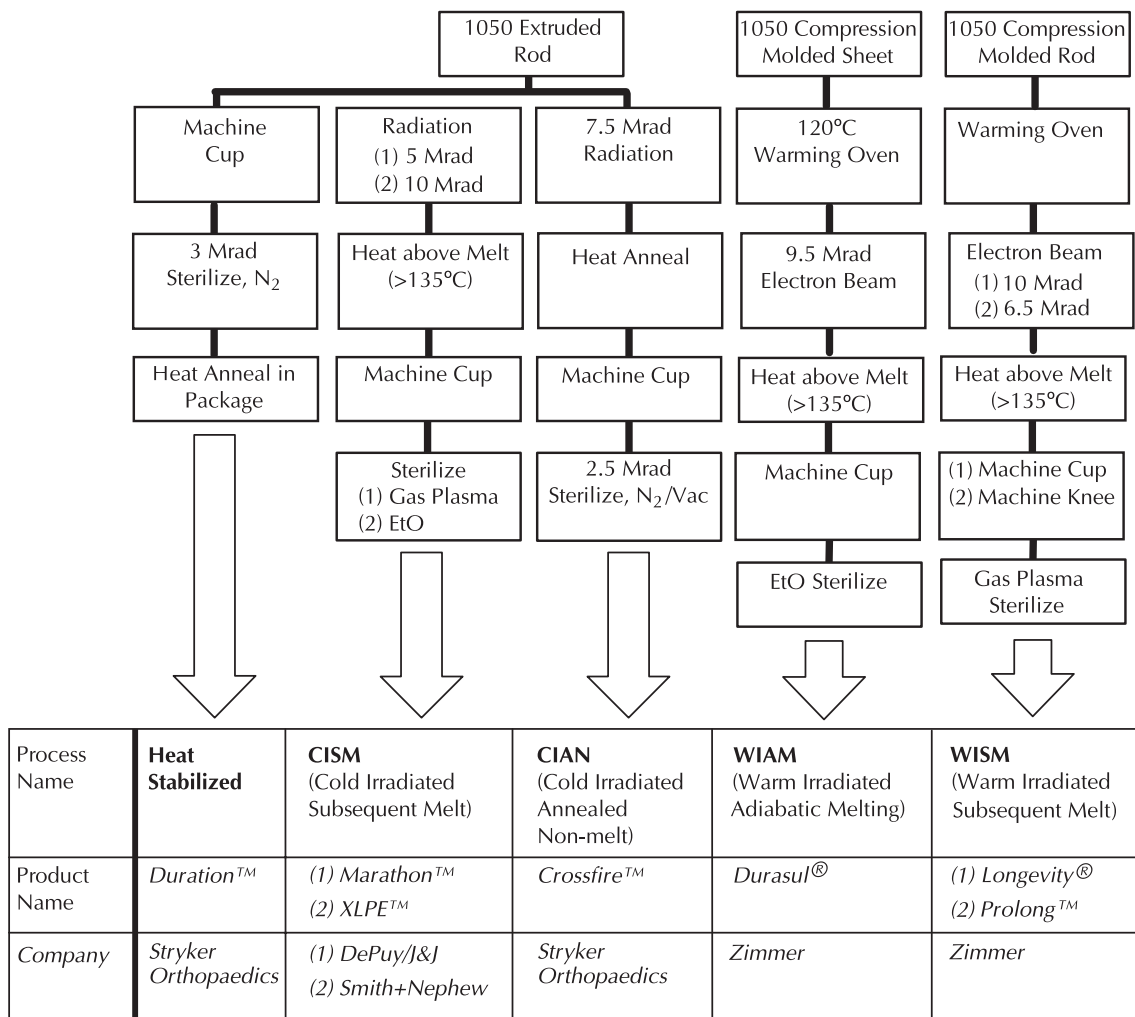 1050 Extruded
Rod
1050 Compression
Molded Sheet
1050 Compression
Molded Rod
Machine
Cup
Radiation
(1) 5 Mrad
(2) 10 Mrad
7.5 Mrad
Radiation
120°C
Warming Oven
Warming Oven
3 Mrad
Sterilize, N2
Heat above Melt
(>135°C)
Heat Anneal
9.5 Mrad
Electron Beam
Electron Beam
(1) 10 Mrad
(2) 6.5 Mrad
Heat Anneal in
Package
Machine Cup
Machine Cup
Heat above Melt
(>135°C)
Heat above Melt
(>135°C)
Sterilize
(1) Gas Plasma
(2) EtO
2.5 Mrad
Sterilize, N2/Vac
Machine Cup
(1) Machine Cup
(2) Machine Knee
EtO Sterilize
Gas Plasma
Sterilize
Process
Name
Heat
Stabilized
CISM
(Cold Irradiated
Subsequent Melt)
CIAN
(Cold Irradiated
Annealed
Non-melt)
WIAM
(Warm Irradiated
Adiabatic Melting)
WISM
(Warm Irradiated
Subsequent Melt)
Product
Name
Duration™
(1) Marathon™
(2) XLPE™
Crossfire™
Durasul®
(1) Longevity®
(2) Prolong™
Company
Stryker
Orthopaedics
(1) DePuy/J&J
(2) Smith+Nephew
Stryker
Orthopaedics
Zimmer
Zimmer